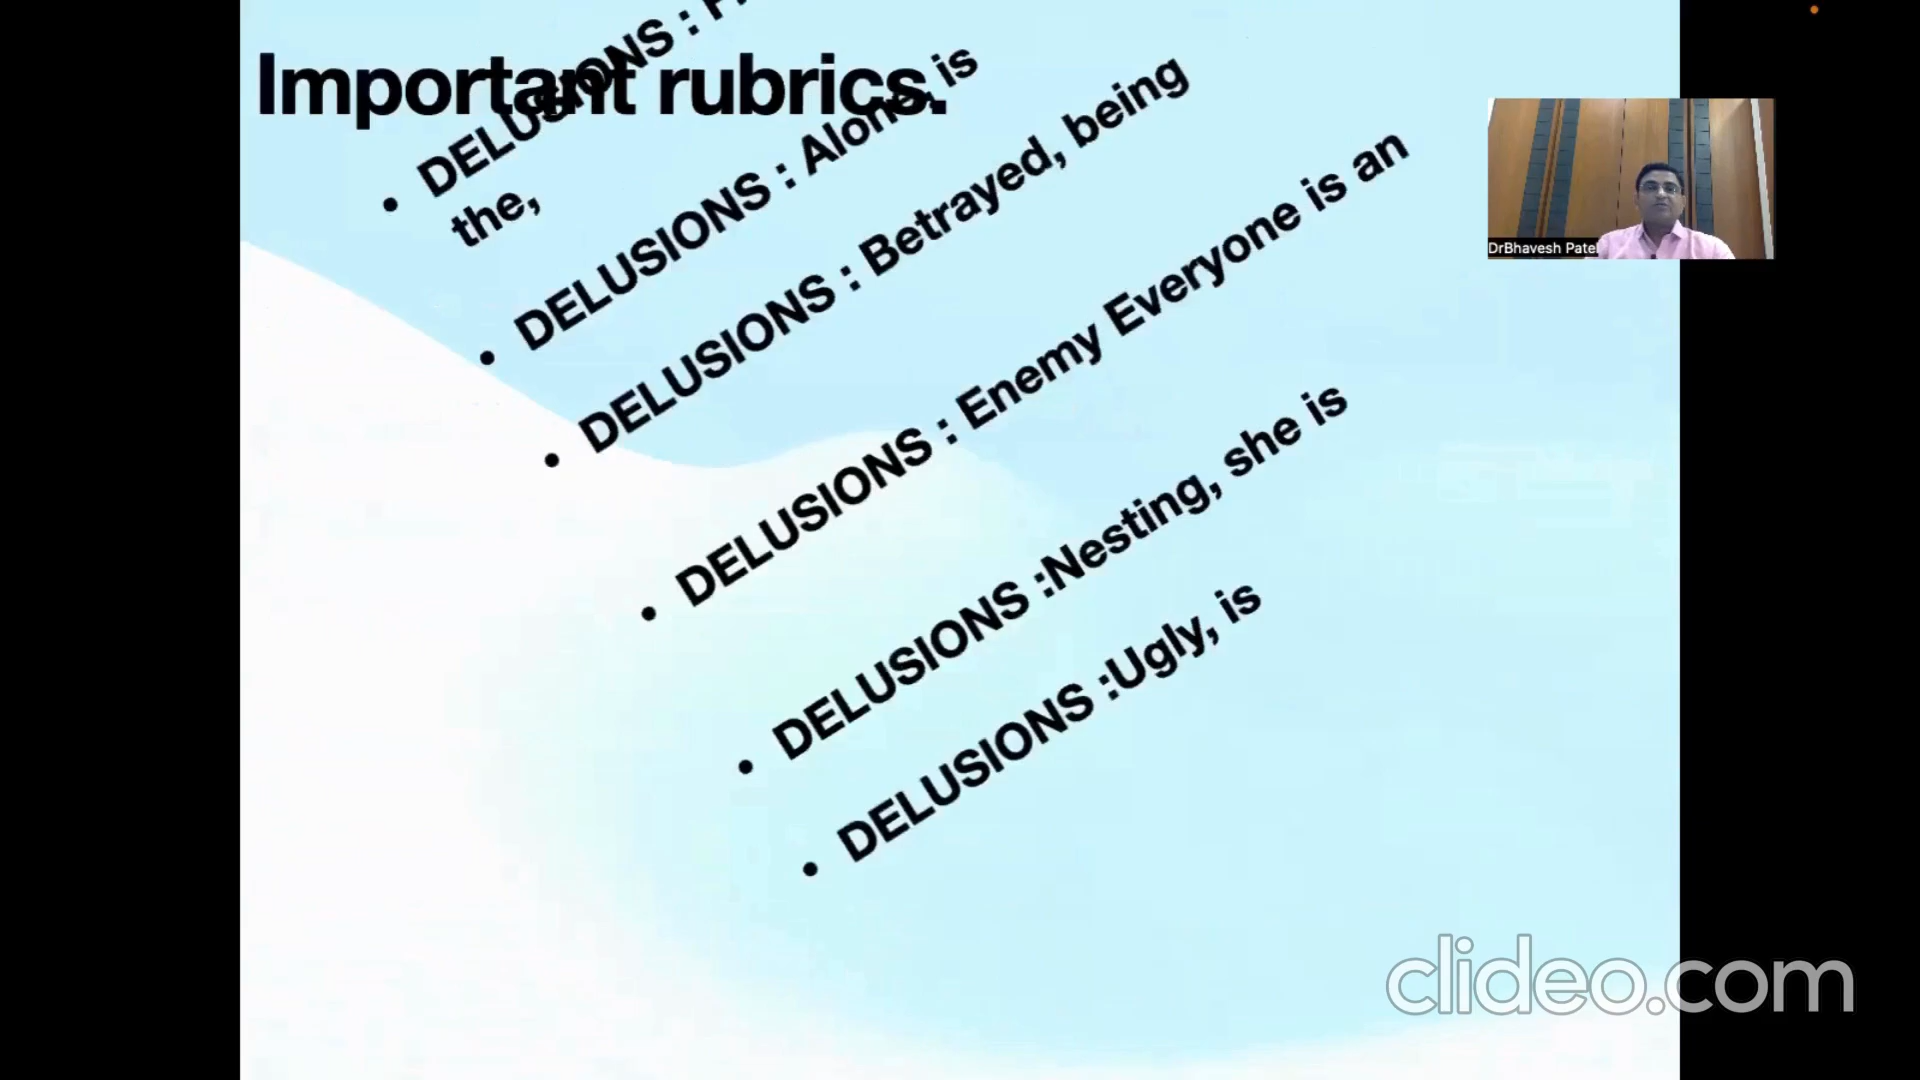 Important rubrics.
• DELUSIONS :
the,
• DELUSIONS : Alone, is
• DELUSIONS : Betrayed, being
• DELUSIONS : Enemy Everyone is an
• DELUSIONS :Nesting, she is
• DELUSIONS :Ugly, is
DrBhavesh Patel
clideo.com